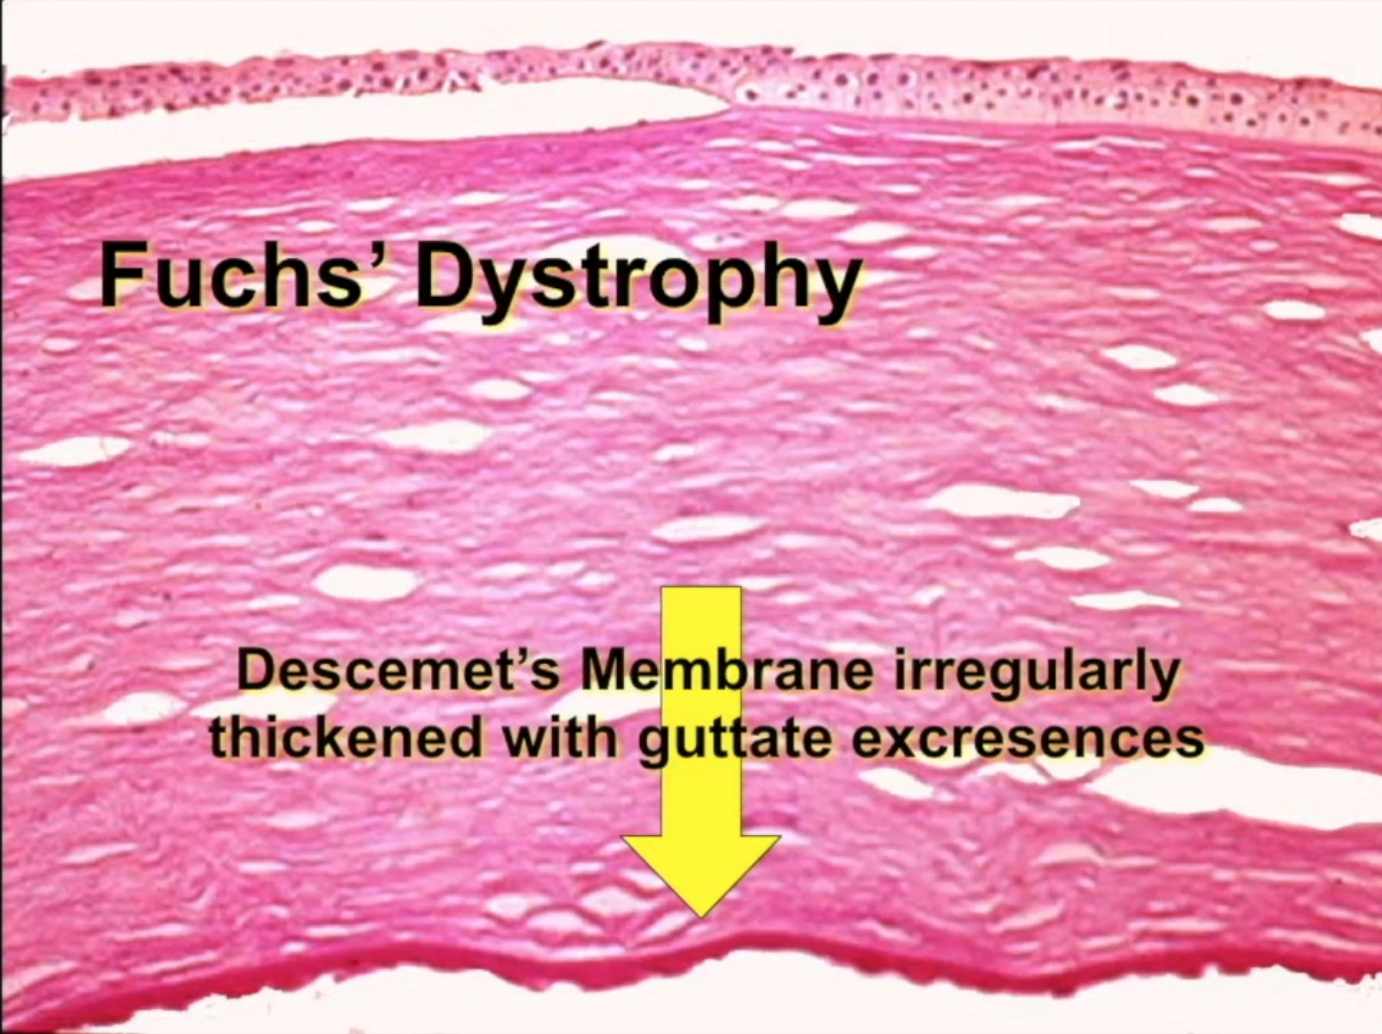 Fuchs’ Dystrophy
Descemet’s Membrane irregularly
thickened with guttate excresences